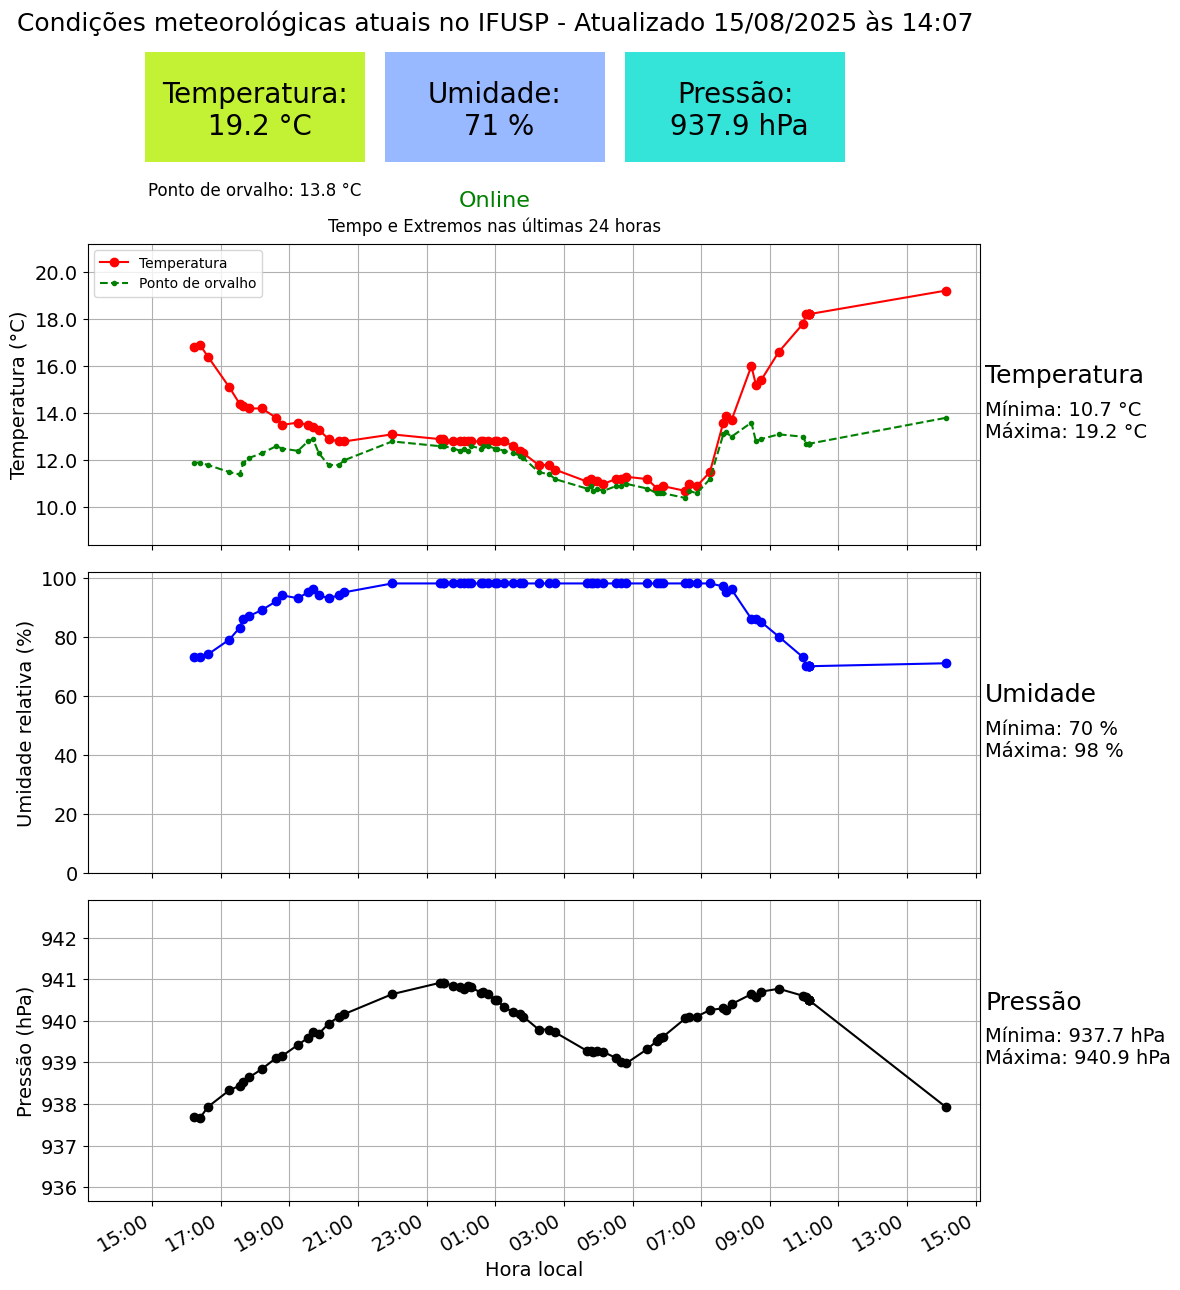 Condições meteorológicas atuais no IFUSP - Atualizado 15/08/2025 às 14:07
Temperatura:
19.2 °C
Umidade:
71 %
Pressão:
937.9 hPa
Ponto de orvalho: 13.8 °C
Online
Tempo e Extremos nas últimas 24 horas
Temperatura
Ponto de orvalho
Temperatura (°C)
20.0
18.0
16.0
14.0
12.0
10.0
Temperatura
Mínima: 10.7 °C
Máxima: 19.2 °C
Umidade relativa (%)
100
80
60
40
20
0
Umidade
Mínima: 70 %
Máxima: 98 %
Pressão (hPa)
942
941
940
939
938
937
936
Pressão
Mínima: 937.7 hPa
Máxima: 940.9 hPa
15:00
17:00
19:00
21:00
23:00
01:00
03:00
05:00
07:00
09:00
11:00
13:00
15:00
Hora local